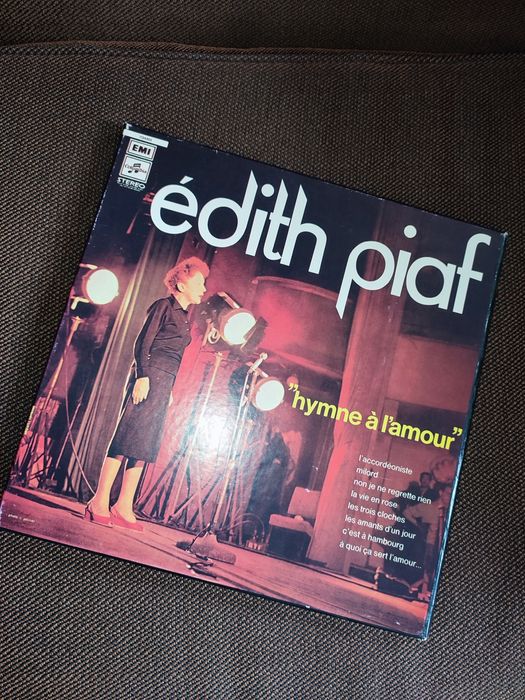 EMI
Columbia
STEREO
édith piaf
"hymne à l'amour"
l'accordéoniste
milord
non je ne regrette rien
la vie en rose
les trois cloches
les amants d'un jour
c'est à hambourg
à quoi ça sert l'amour...